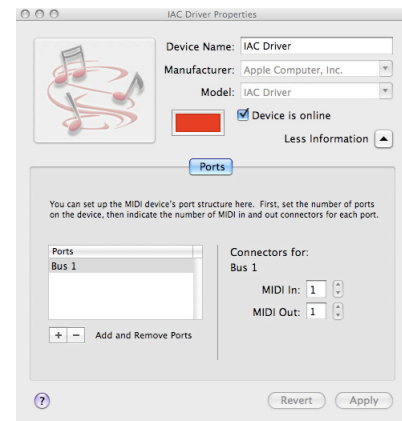 IAC Driver Properties
Device Name: IAC Driver
Manufacturer: Apple Computer, Inc.
Model: IAC Driver
Device is online
Less Information
Ports
You can set up the MIDI device's port structure here. First, set the number of ports
on the device, then indicate the number of MIDI in and out connectors for each port.
Ports
Bus 1
+ - Add and Remove Ports
Connectors for:
Bus 1
MIDI In: 1
MIDI Out: 1
? Revert Apply